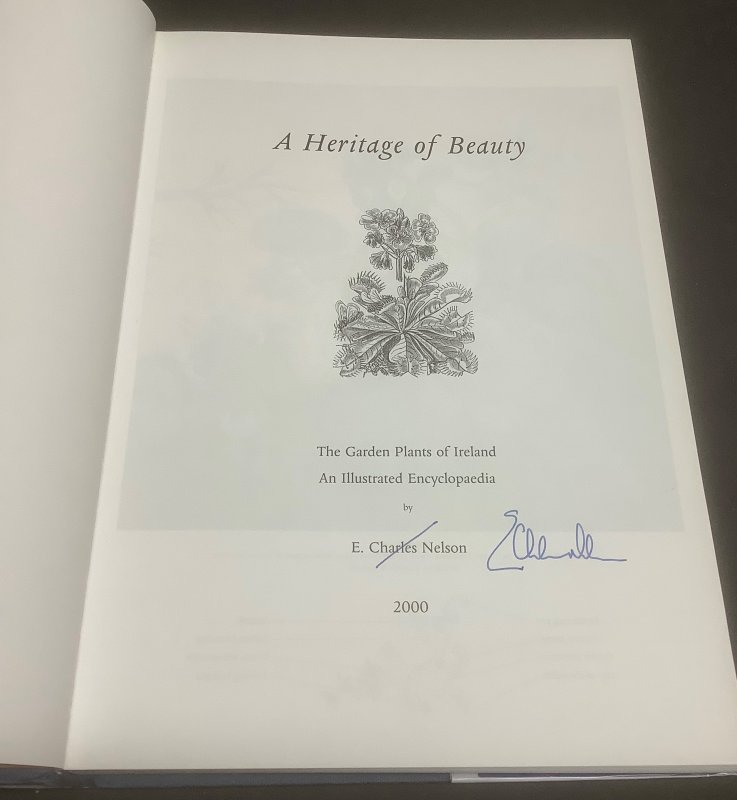 A Heritage of Beauty
The Garden Plants of Ireland
An Illustrated Encyclopaedia
by
E. Charles Nelson
2000